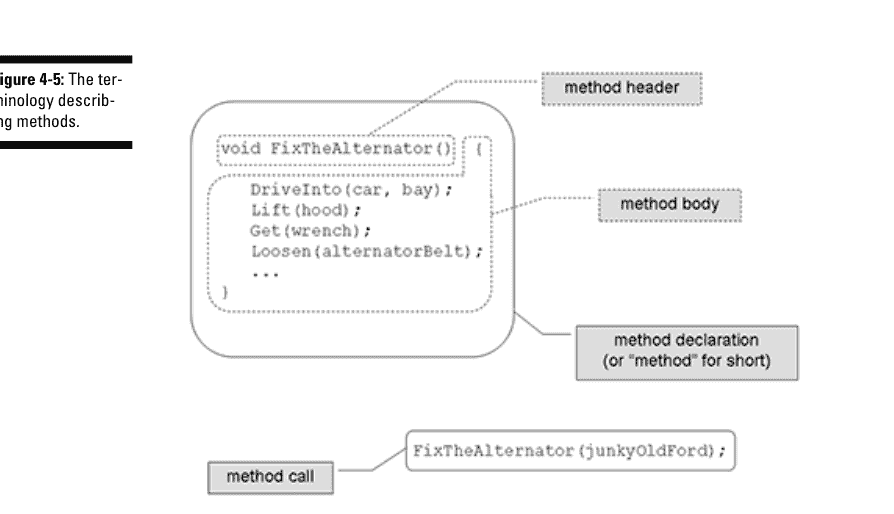 igure 4-5: The ter-
minology describ-
ng methods.
method header
void FixTheAlternator() {
DriveInto(car, bay);
Lift(hood);
Get(wrench);
Loosen(alternatorBelt);
...
}
method body
method declaration
(or "method" for short)
FixTheAlternator(junkyOldFord);
method call